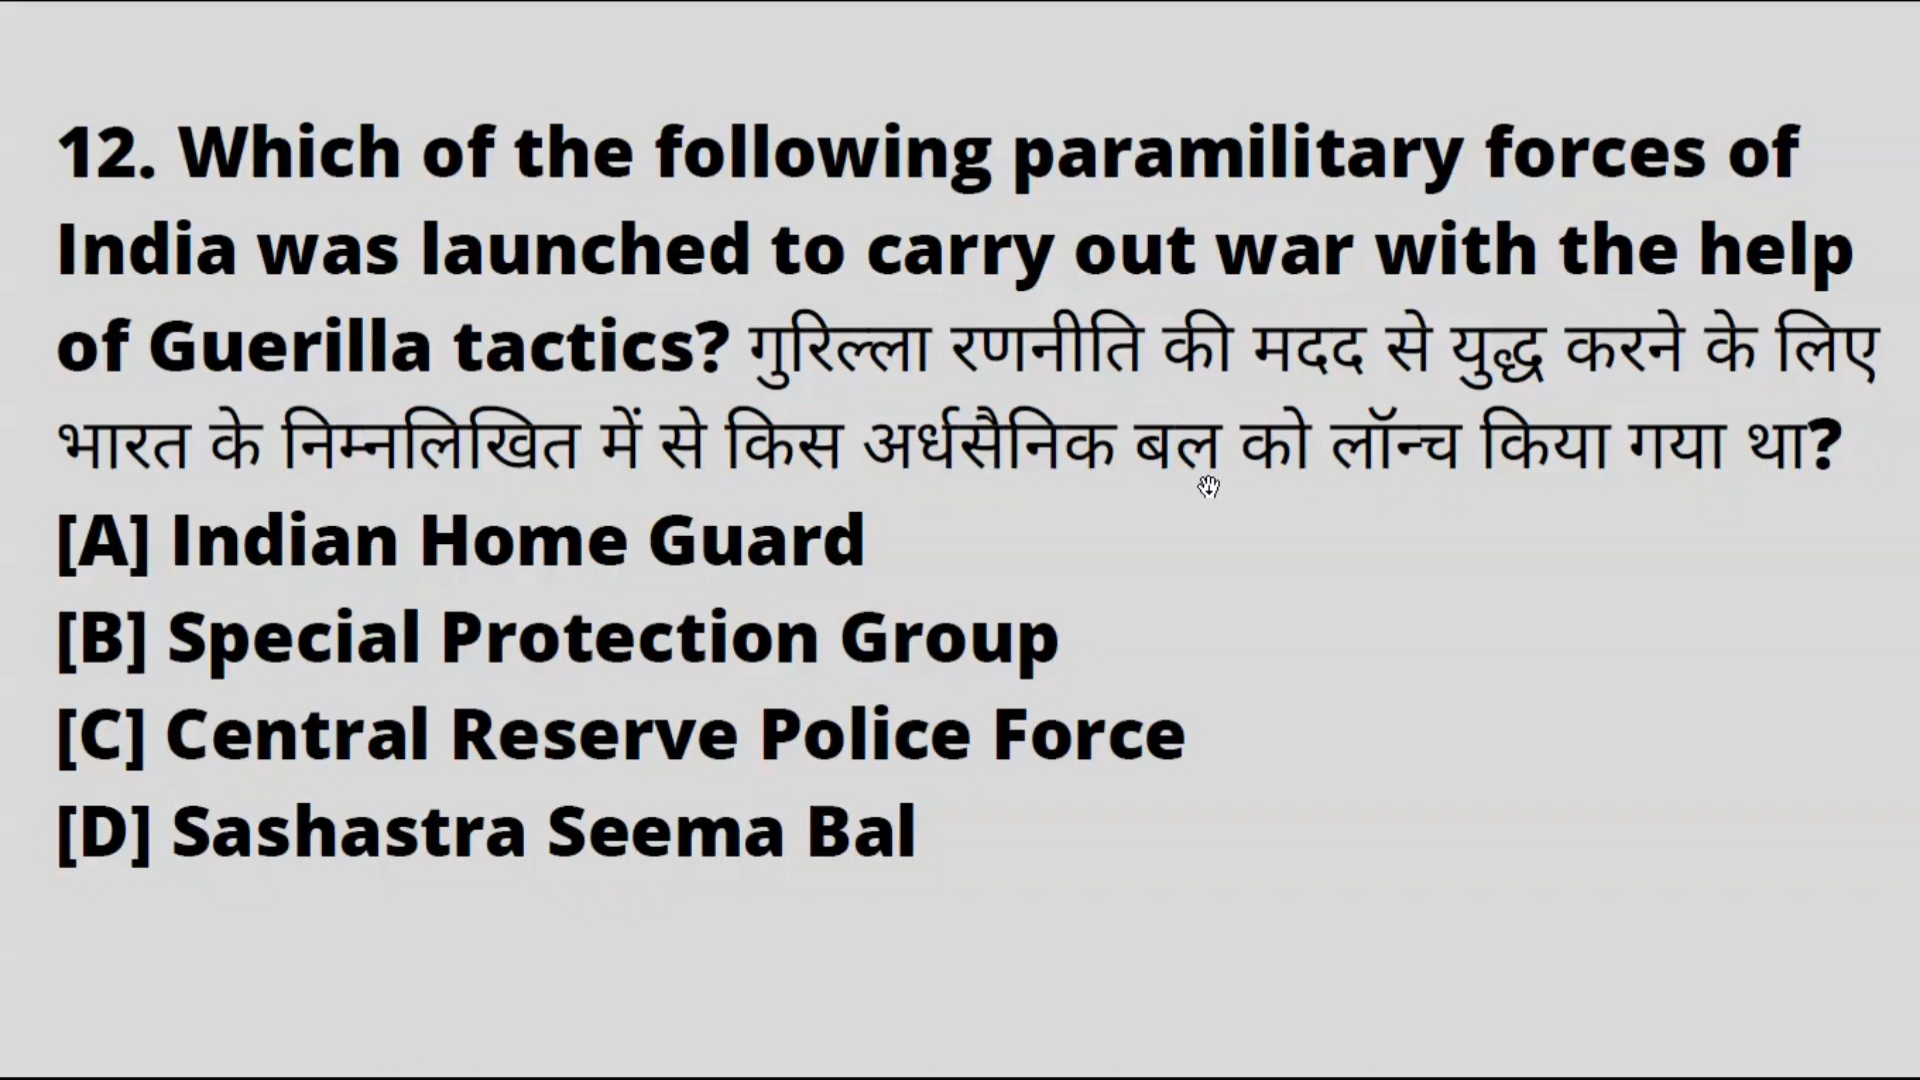 12. Which of the following paramilitary forces of
India was launched to carry out war with the help
of Guerilla tactics? गुरिल्ला रणनीति की मदद से युद्ध करने के लिए
भारत के निम्नलिखित में से किस अर्धसैनिक बल को लॉन्च किया गया था?
[A] Indian Home Guard
[B] Special Protection Group
[C] Central Reserve Police Force
[D] Sashastra Seema Bal